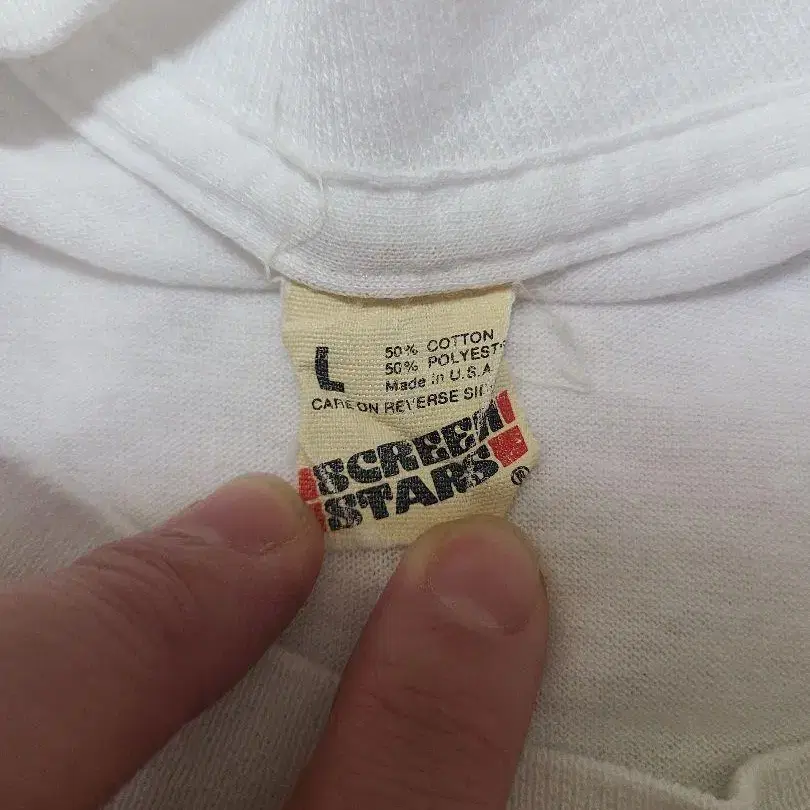 L
50% COTTON
50% POLYEST
Made in U.S.A.
CARE ON REVERSE SI
SCREEN
STARS®